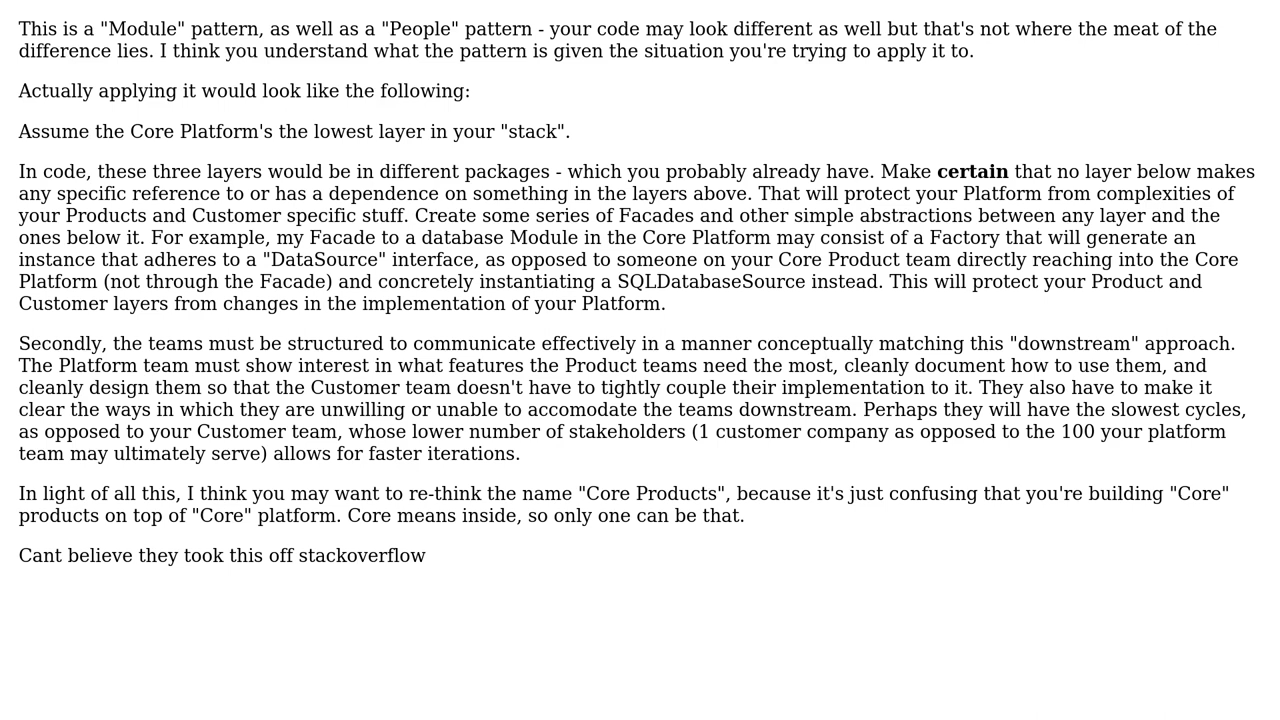 This is a "Module" pattern, as well as a "People" pattern - your code may look different as well but that's not where the meat of the
difference lies. I think you understand what the pattern is given the situation you're trying to apply it to.
Actually applying it would look like the following:
Assume the Core Platform's the lowest layer in your "stack".
In code, these three layers would be in different packages - which you probably already have. Make certain that no layer below makes
any specific reference to or has a dependence on something in the layers above. That will protect your Platform from complexities of
your Products and Customer specific stuff. Create some series of Facades and other simple abstractions between any layer and the
ones below it. For example, my Facade to a database Module in the Core Platform may consist of a Factory that will generate an
instance that adheres to a "DataSource" interface, as opposed to someone on your Core Product team directly reaching into the Core
Platform (not through the Facade) and concretely instantiating a SQLDatabaseSource instead. This will protect your Product and
Customer layers from changes in the implementation of your Platform.
Secondly, the teams must be structured to communicate effectively in a manner conceptually matching this "downstream" approach.
The Platform team must show interest in what features the Product teams need the most, cleanly document how to use them, and
cleanly design them so that the Customer team doesn't have to tightly couple their implementation to it. They also have to make it
clear the ways in which they are unwilling or unable to accomodate the teams downstream. Perhaps they will have the slowest cycles,
as opposed to your Customer team, whose lower number of stakeholders (1 customer company as opposed to the 100 your platform
team may ultimately serve) allows for faster iterations.
In light of all this, I think you may want to re-think the name "Core Products", because it's just confusing that you're building "Core"
products on top of "Core" platform. Core means inside, so only one can be that.
Cant believe they took this off stackoverflow